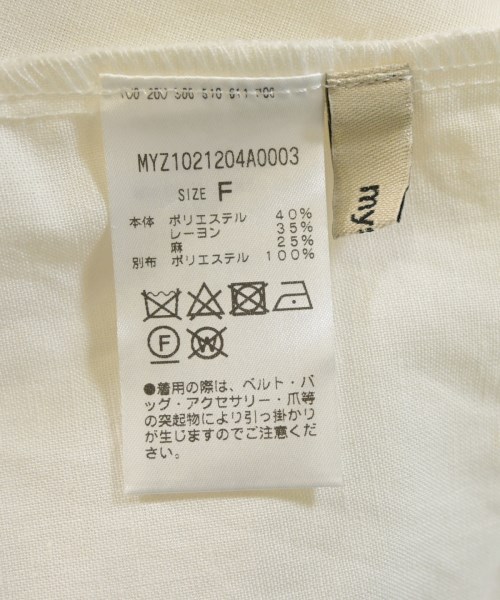 MYZ1021204A0003
SIZE F
本体 ポリエステル 40%
レーヨン 35%
麻 25%
別布 ポリエステル 100%
F W
●着用の際は、ベルト・バ
ッグ・アクセサリー・爪等
の突起物により引っ掛かり
が生じますのでご注意くだ
さい。
my